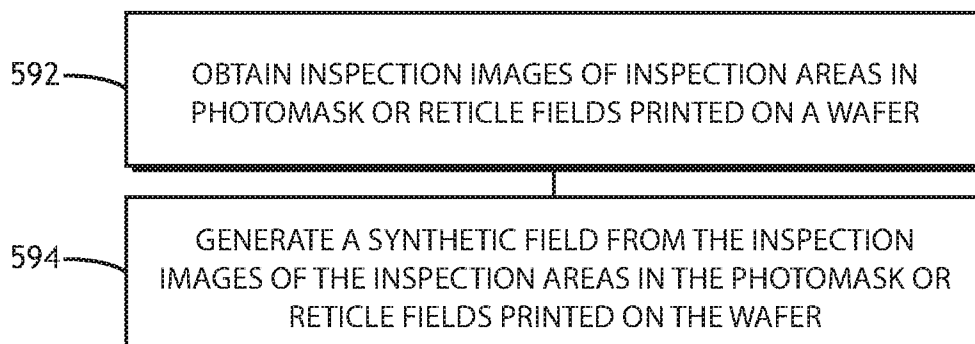 592
OBTAIN INSPECTION IMAGES OF INSPECTION AREAS IN
PHOTOMASK OR RETICLE FIELDS PRINTED ON A WAFER
594
GENERATE A SYNTHETIC FIELD FROM THE INSPECTION
IMAGES OF THE INSPECTION AREAS IN THE PHOTOMASK OR
RETICLE FIELDS PRINTED ON THE WAFER